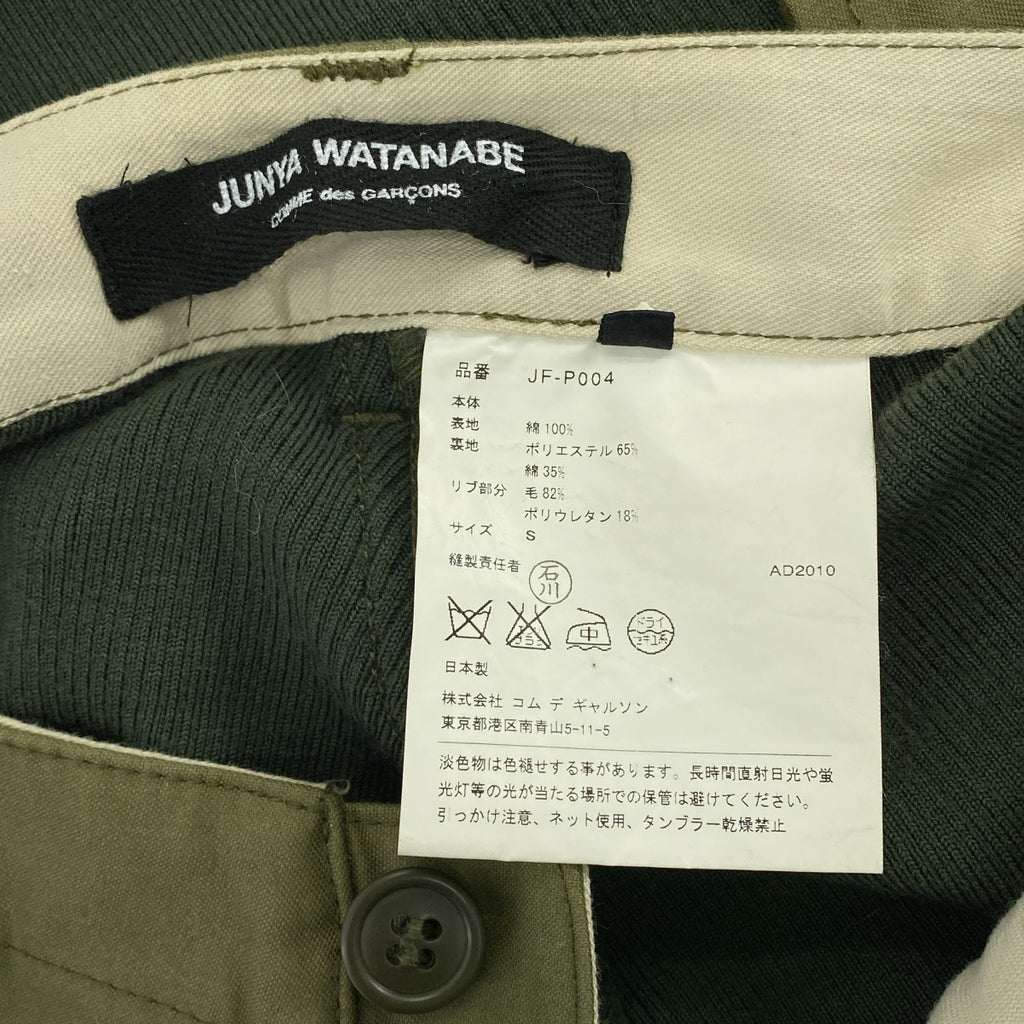 JUNYA WATANABE
COMME des GARÇONS
品番 JF-P004
本体
表地 綿 100%
裏地 ポリエステル 65%
綿 35%
リブ部分 毛 82%
ポリウレタン 18%
サイズ S
縫製責任者 石川 AD2010
中 ドライ
日本製
株式会社 コム デ ギャルソン
東京都港区南青山5-11-5
淡色物は色褪せする事があります。長時間直射日光や蛍
光灯等の光が当たる場所での保管は避けてください。
引っかけ注意、ネット使用、タンブラー乾燥禁止